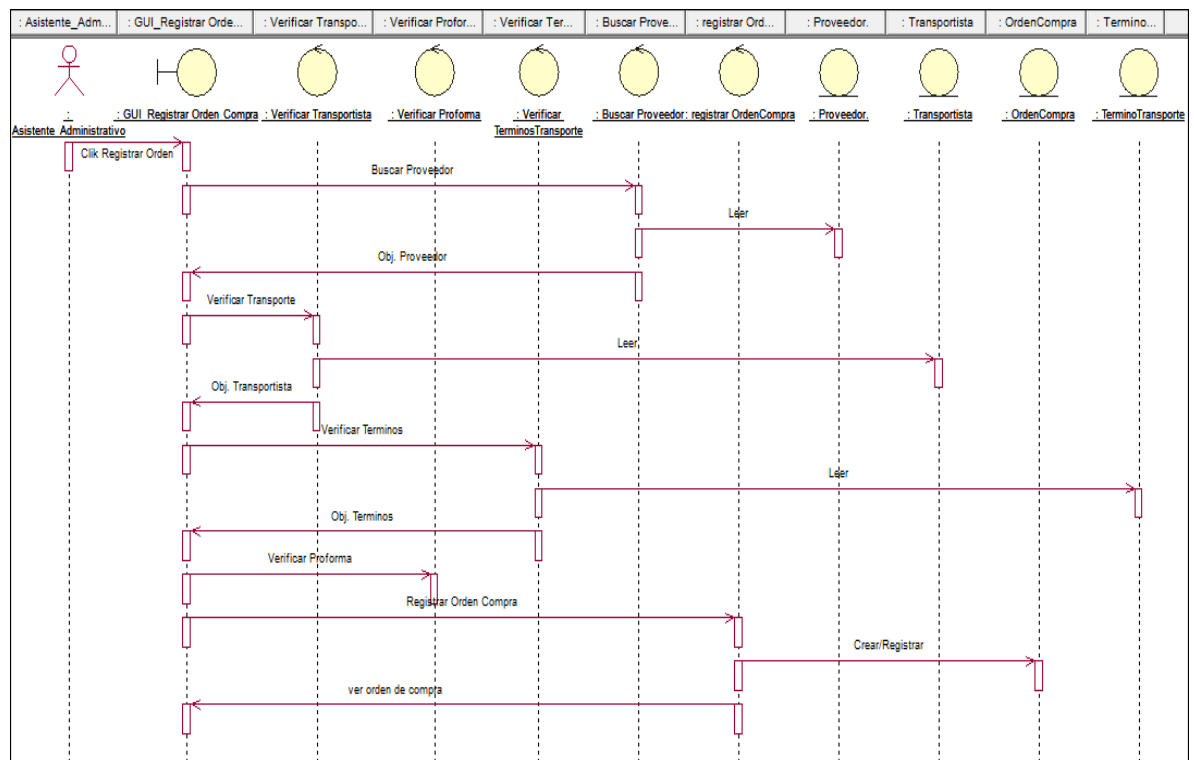 : Asistente_Adm...
: GUI_Registrar Orde...
: Verificar Transpo...
: Verificar Profor...
: Verificar Ter...
: Buscar Prove...
: registrar Ord...
: Proveedor.
: Transportista
: OrdenCompra
: Termino...
:
Asistente_Administrativo
: GUI_Registrar Orden_Compra
: Verificar Transportista
: Verificar Proforma
: Verificar
TerminosTransporte
: Buscar Proveedor
: registrar OrdenCompra
: Proveedor.
: Transportista
: OrdenCompra
: TerminoTransporte
Clik Registrar Orden
Buscar Proveedor
Leer
Obj. Proveedor
Verificar Transporte
Leer
Obj. Transportista
Verificar Terminos
Leer
Obj. Terminos
Verificar Proforma
Registrar Orden Compra
Crear/Registrar
ver orden de compra